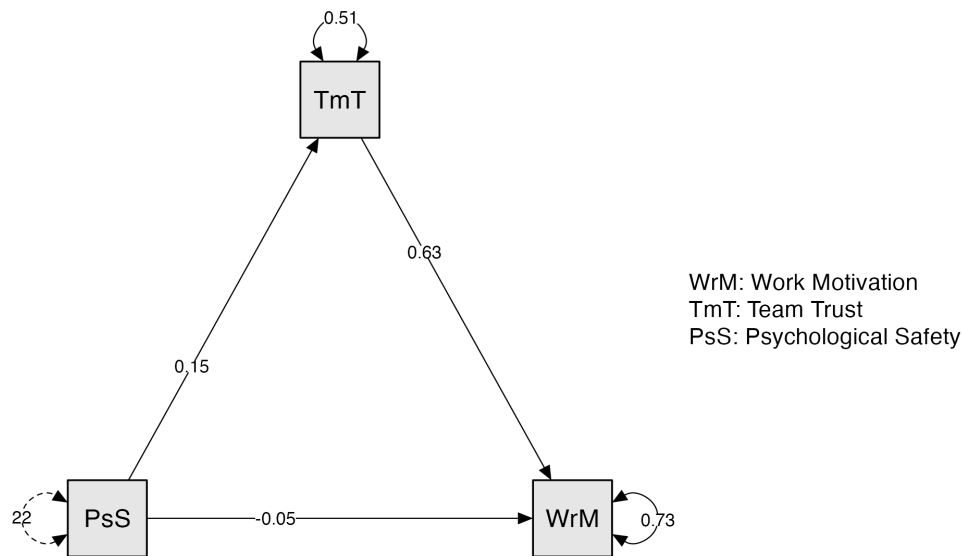 0.51
TmT
0.63
WrM: Work Motivation
TmT: Team Trust
PsS: Psychological Safety
0.15
22
PsS
-0.05
WrM
0.73